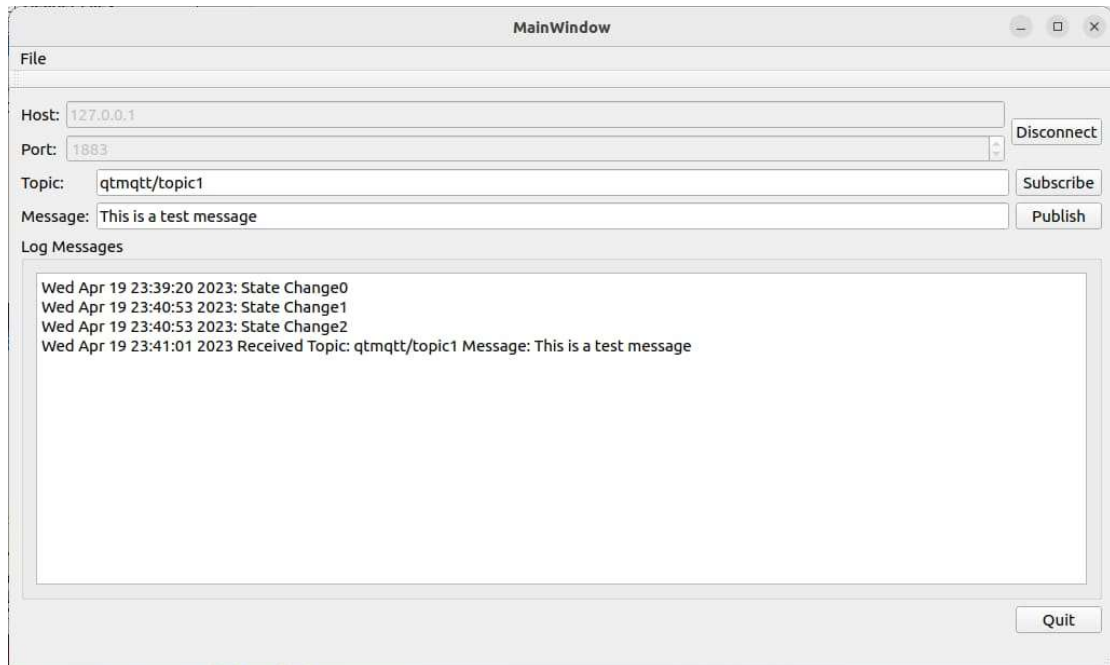 MainWindow
File
Host: 127.0.0.1
Disconnect
Port: 1883
Topic: qtmqtt/topic1 Subscribe
Message: This is a test message Publish
Log Messages
Wed Apr 19 23:39:20 2023: State Change0
Wed Apr 19 23:40:53 2023: State Change1
Wed Apr 19 23:40:53 2023: State Change2
Wed Apr 19 23:41:01 2023 Received Topic: qtmqtt/topic1 Message: This is a test message
Quit